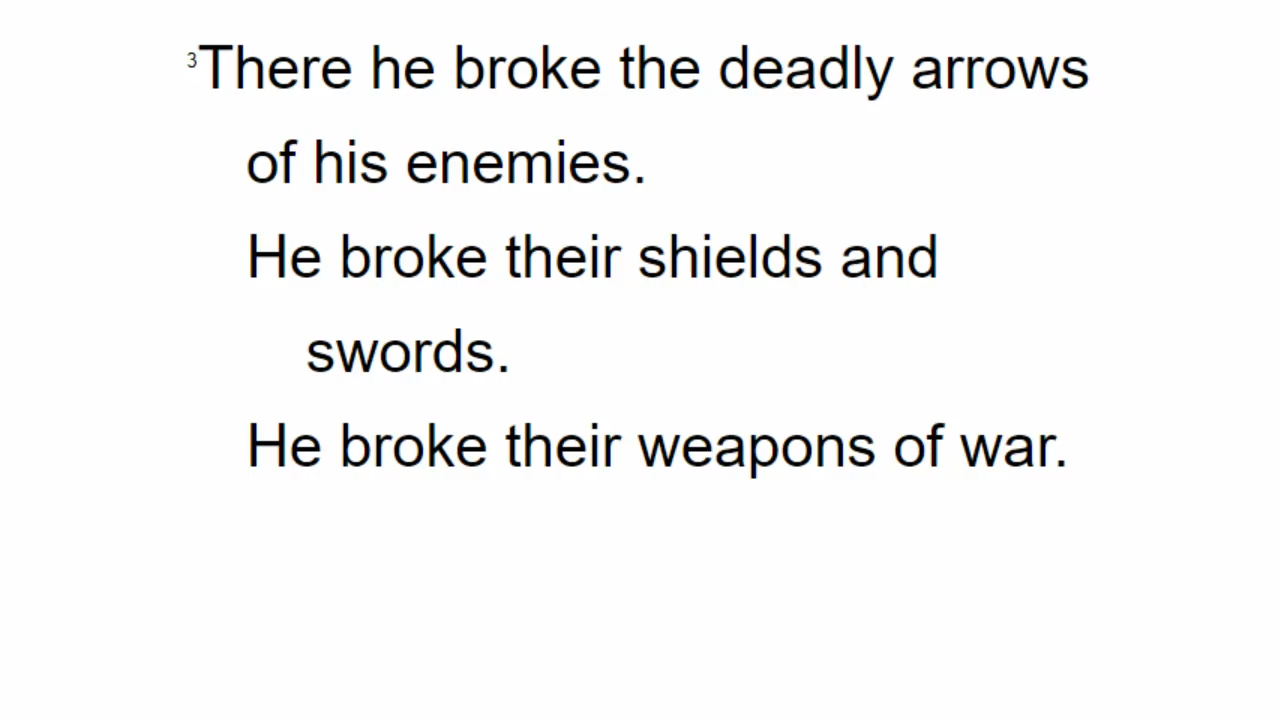 3There he broke the deadly arrows
of his enemies.
He broke their shields and
swords.
He broke their weapons of war.